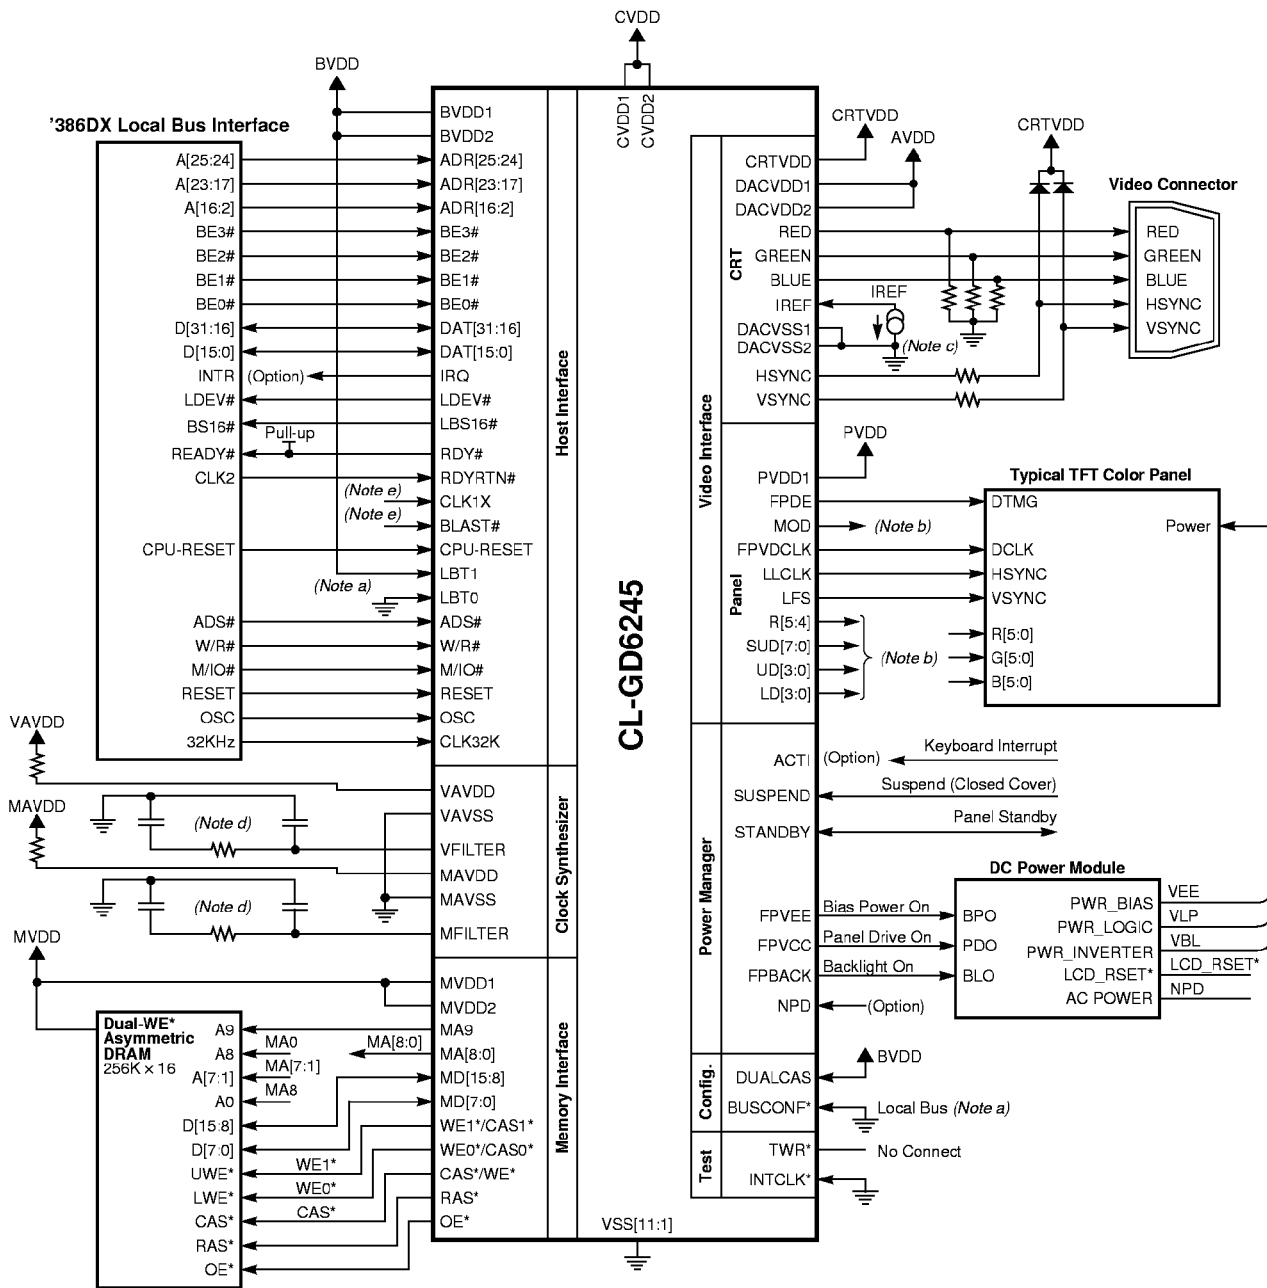 CVDD
BVDD
CVDD1
CVDD2
'386DX Local Bus Interface
A[25:24]
A[23:17]
A[16:2]
BE3#
BE2#
BE1#
BE0#
D[31:16]
D[15:0]
INTR (Option)
LDEV#
BS16#
Pull-up
READY#
CLK2
(Note e)
(Note e)
CPU-RESET
(Note a)
ADS#
W/R#
M/IO#
RESET
OSC
32KHz
BVDD1
BVDD2
ADR[25:24]
ADR[23:17]
ADR[16:2]
BE3#
BE2#
BE1#
BE0#
DAT[31:16]
DAT[15:0]
IRQ
LDEV#
LBS16#
RDY#
RDYRTN#
CLK1X
BLAST#
CPU-RESET
LBT1
LBT0
ADS#
W/R#
M/IO#
RESET
OSC
CLK32K
Host Interface
VAVDD
MAVDD
(Note d)
(Note d)
VAVDD
VAVSS
VFILTER
MAVDD
MAVSS
MFILTER
Clock Synthesizer
MVDD
Dual-WE*
Asymmetric
DRAM
256K × 16
A9
A8
A[7:1]
A0
D[15:8]
D[7:0]
UWE*
LWE*
CAS*
RAS*
OE*
MA0
MA[7:1]
MA8
MA[8:0]
WE1*
WE0*
CAS*
MVDD1
MVDD2
MA9
MA[8:0]
MD[15:8]
MD[7:0]
WE1*/CAS1*
WE0*/CAS0*
CAS*/WE*
RAS*
OE*
Memory Interface
CL-GD6245
VSS[11:1]
Video Interface
CRT
CRTVDD
DACVDD1
DACVDD2
RED
GREEN
BLUE
IREF
DACVSS1
DACVSS2
HSYNC
VSYNC
CRTVDD
AVDD
IREF
(Note c)
CRTVDD
Video Connector
RED
GREEN
BLUE
HSYNC
VSYNC
Panel
PVDD1
FPDE
MOD
FPVDCLK
LLCLK
LFS
R[5:4]
SUD[7:0]
UD[3:0]
LD[3:0]
PVDD
(Note b)
(Note b)
Typical TFT Color Panel
DTMG
Power
DCLK
HSYNC
VSYNC
R[5:0]
G[5:0]
B[5:0]
Power Manager
ACTI (Option)
SUSPEND
STANDBY
FPVEE
FPVCC
FPBACK
NPD
Keyboard Interrupt
Suspend (Closed Cover)
Panel Standby
Bias Power On
Panel Drive On
Backlight On
(Option)
DC Power Module
BPO
PDO
BLO
PWR_BIAS
PWR_LOGIC
PWR_INVERTER
LCD_RSET*
AC POWER
VEE
VLP
VBL
LCD_RSET*
NPD
Config.
DUALCAS
BUSCONF*
BVDD
Local Bus (Note a)
Test
TWR*
INTCLK*
No Connect